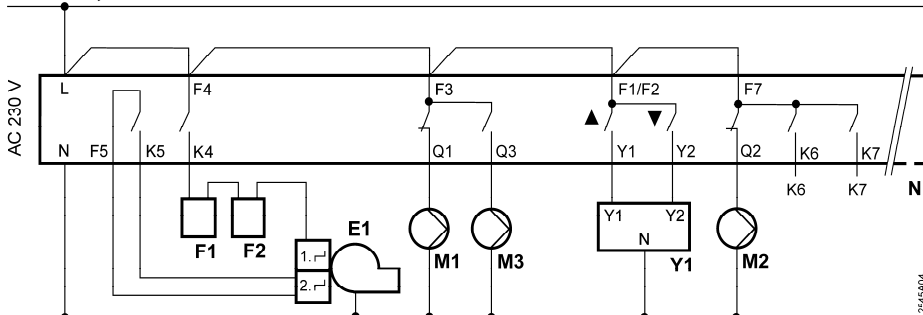 AC 230 V
L F4 F3 F1/F2 F7
▲ ▼
N F5 K5 K4 Q1 Q3 Y1 Y2 Q2 K6 K7
K6 K7 N
Y1 Y2
F1 F2 E1 N
1. M1 M3 Y1 M2
2.
2545A04